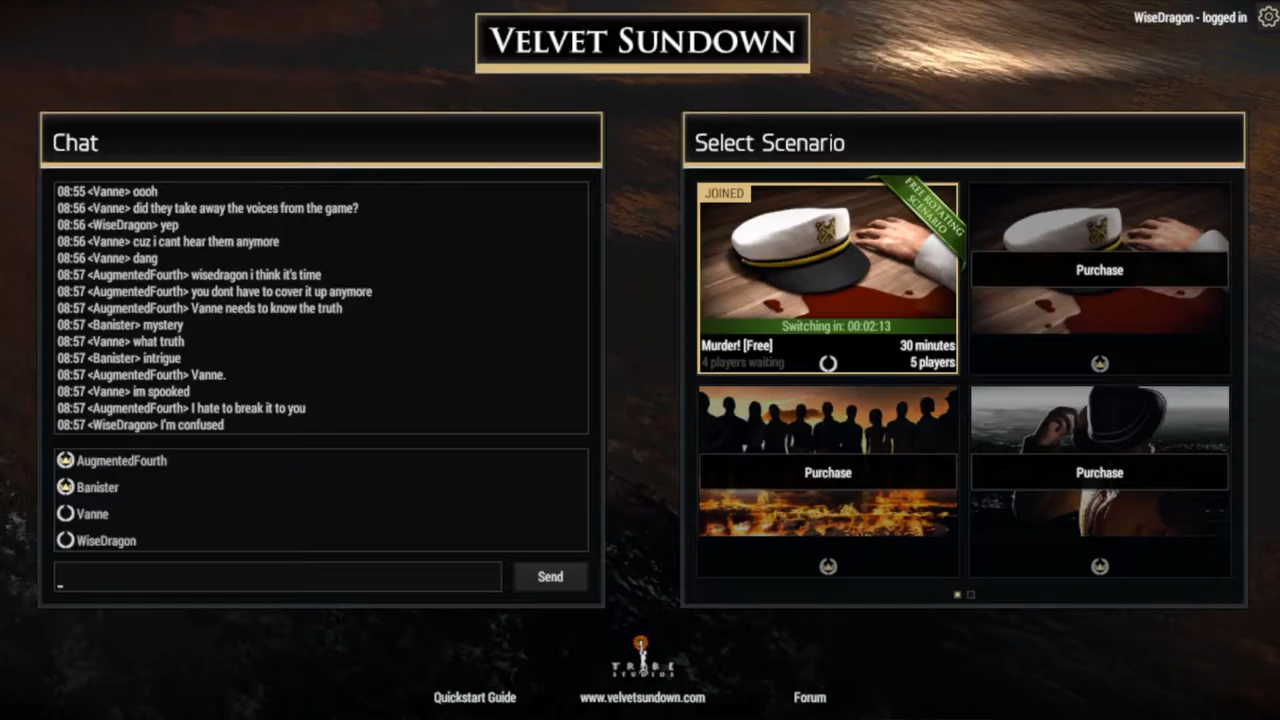 WiseDragon - logged in
VELVET SUNDOWN
Chat
08:55 <Vanne> oooh
08:56 <Vanne> did they take away the voices from the game?
08:56 <WiseDragon> yep
08:56 <Vanne> cuz i cant hear them anymore
08:56 <Vanne> dang
08:57 <AugmentedFourth> wisedragon i think it's time
08:57 <AugmentedFourth> you dont have to cover it up anymore
08:57 <AugmentedFourth> Vanne needs to know the truth
08:57 <Banister> mystery
08:57 <Vanne> what truth
08:57 <Banister> intrigue
08:57 <AugmentedFourth> Vanne.
08:57 <Vanne> im spooked
08:57 <AugmentedFourth> I hate to break it to you
08:57 <WiseDragon> I'm confused
AugmentedFourth
Banister
Vanne
WiseDragon
_
Send
Select Scenario
JOINED
FREE ROTATING
SCENARIO
Switching in: 00:02:13
Murder! [Free] 30 minutes
4 players waiting 5 players
Purchase
Purchase
Purchase
TRIBE
STUDIOS
Quickstart Guide
www.velvetsundown.com
Forum